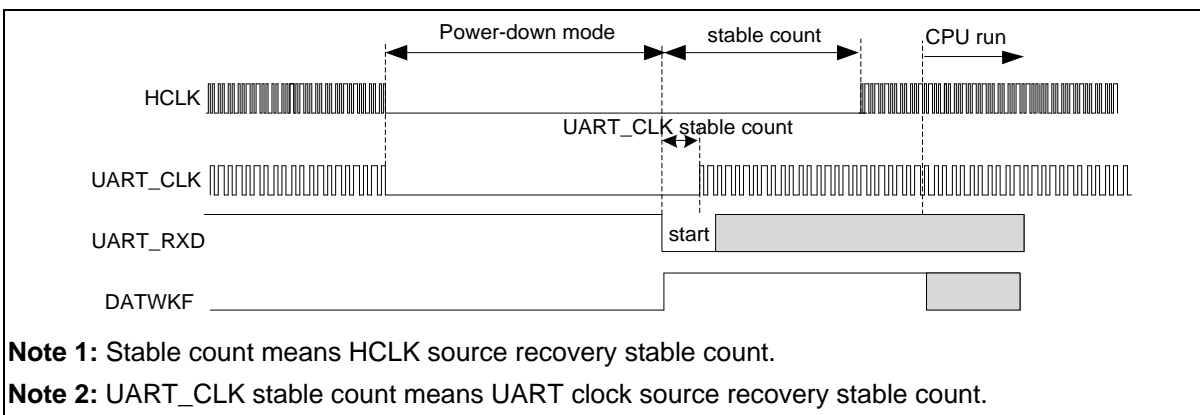 Power-down mode
stable count
CPU run
HCLK
UART_CLK stable count
UART_CLK
UART_RXD
start
DATWKF
Note 1: Stable count means HCLK source recovery stable count.
Note 2: UART_CLK stable count means UART clock source recovery stable count.